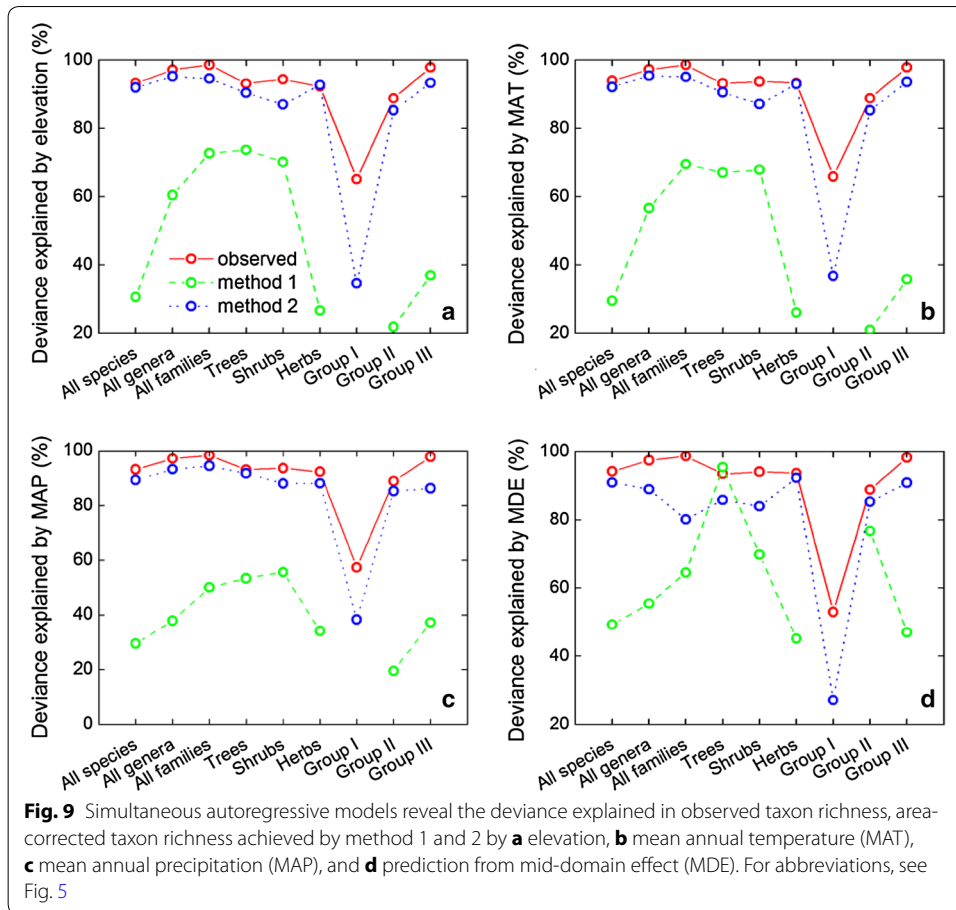 Deviance explained by elevation (%)
100
80
60
40
20
observed
method 1
method 2
a
All species
All genera
All families
Trees
Shrubs
Herbs
Group I
Group II
Group III
Deviance explained by MAT (%)
100
80
60
40
20
b
All species
All genera
All families
Trees
Shrubs
Herbs
Group I
Group II
Group III
Deviance explained by MAP (%)
100
80
60
40
20
0
c
All species
All genera
All families
Trees
Shrubs
Herbs
Group I
Group II
Group III
Deviance explained by MDE (%)
100
80
60
40
20
d
All species
All genera
All families
Trees
Shrubs
Herbs
Group I
Group II
Group III
Fig. 9 Simultaneous autoregressive models reveal the deviance explained in observed taxon richness, area-
corrected taxon richness achieved by method 1 and 2 by a elevation, b mean annual temperature (MAT),
c mean annual precipitation (MAP), and d prediction from mid-domain effect (MDE). For abbreviations, see
Fig. 5